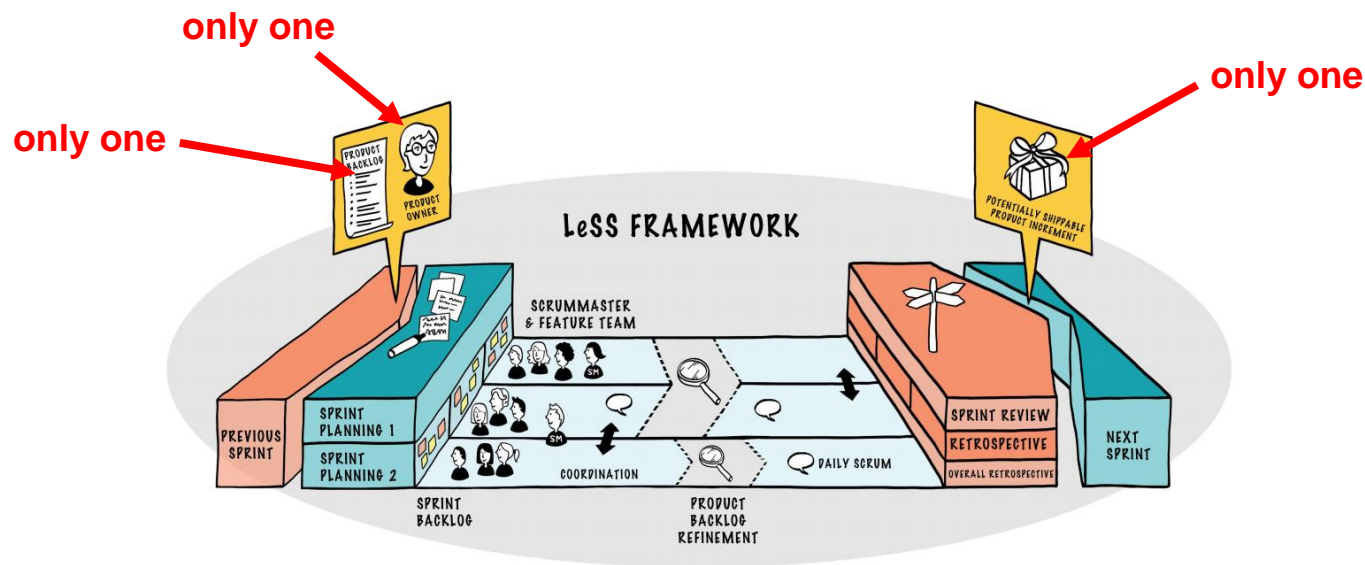 only one
only one
only one
PRODUCT
BACKLOG
PRODUCT
OWNER
POTENTIALLY SHIPPABLE
PRODUCT INCREMENT
LeSS FRAMEWORK
SCRUMMASTER
& FEATURE TEAM
SM
SM
SPRINT
PLANNING 1
SPRINT
PLANNING 2
PREVIOUS
SPRINT
COORDINATION
DAILY SCRUM
SPRINT REVIEW
RETROSPECTIVE
OVERALL RETROSPECTIVE
NEXT
SPRINT
SPRINT
BACKLOG
PRODUCT
BACKLOG
REFINEMENT